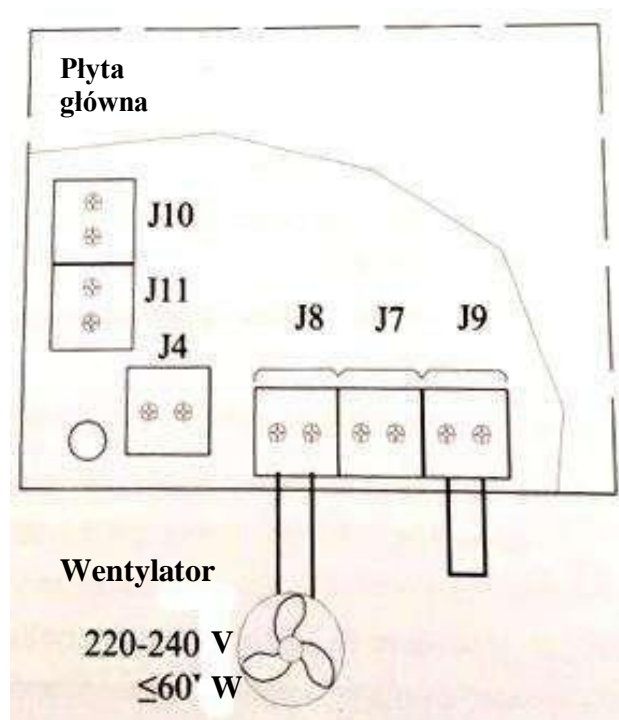 Płyta
główna
J10
J11
J4
J8 J7 J9
Wentylator
220-240 V
≤60 W